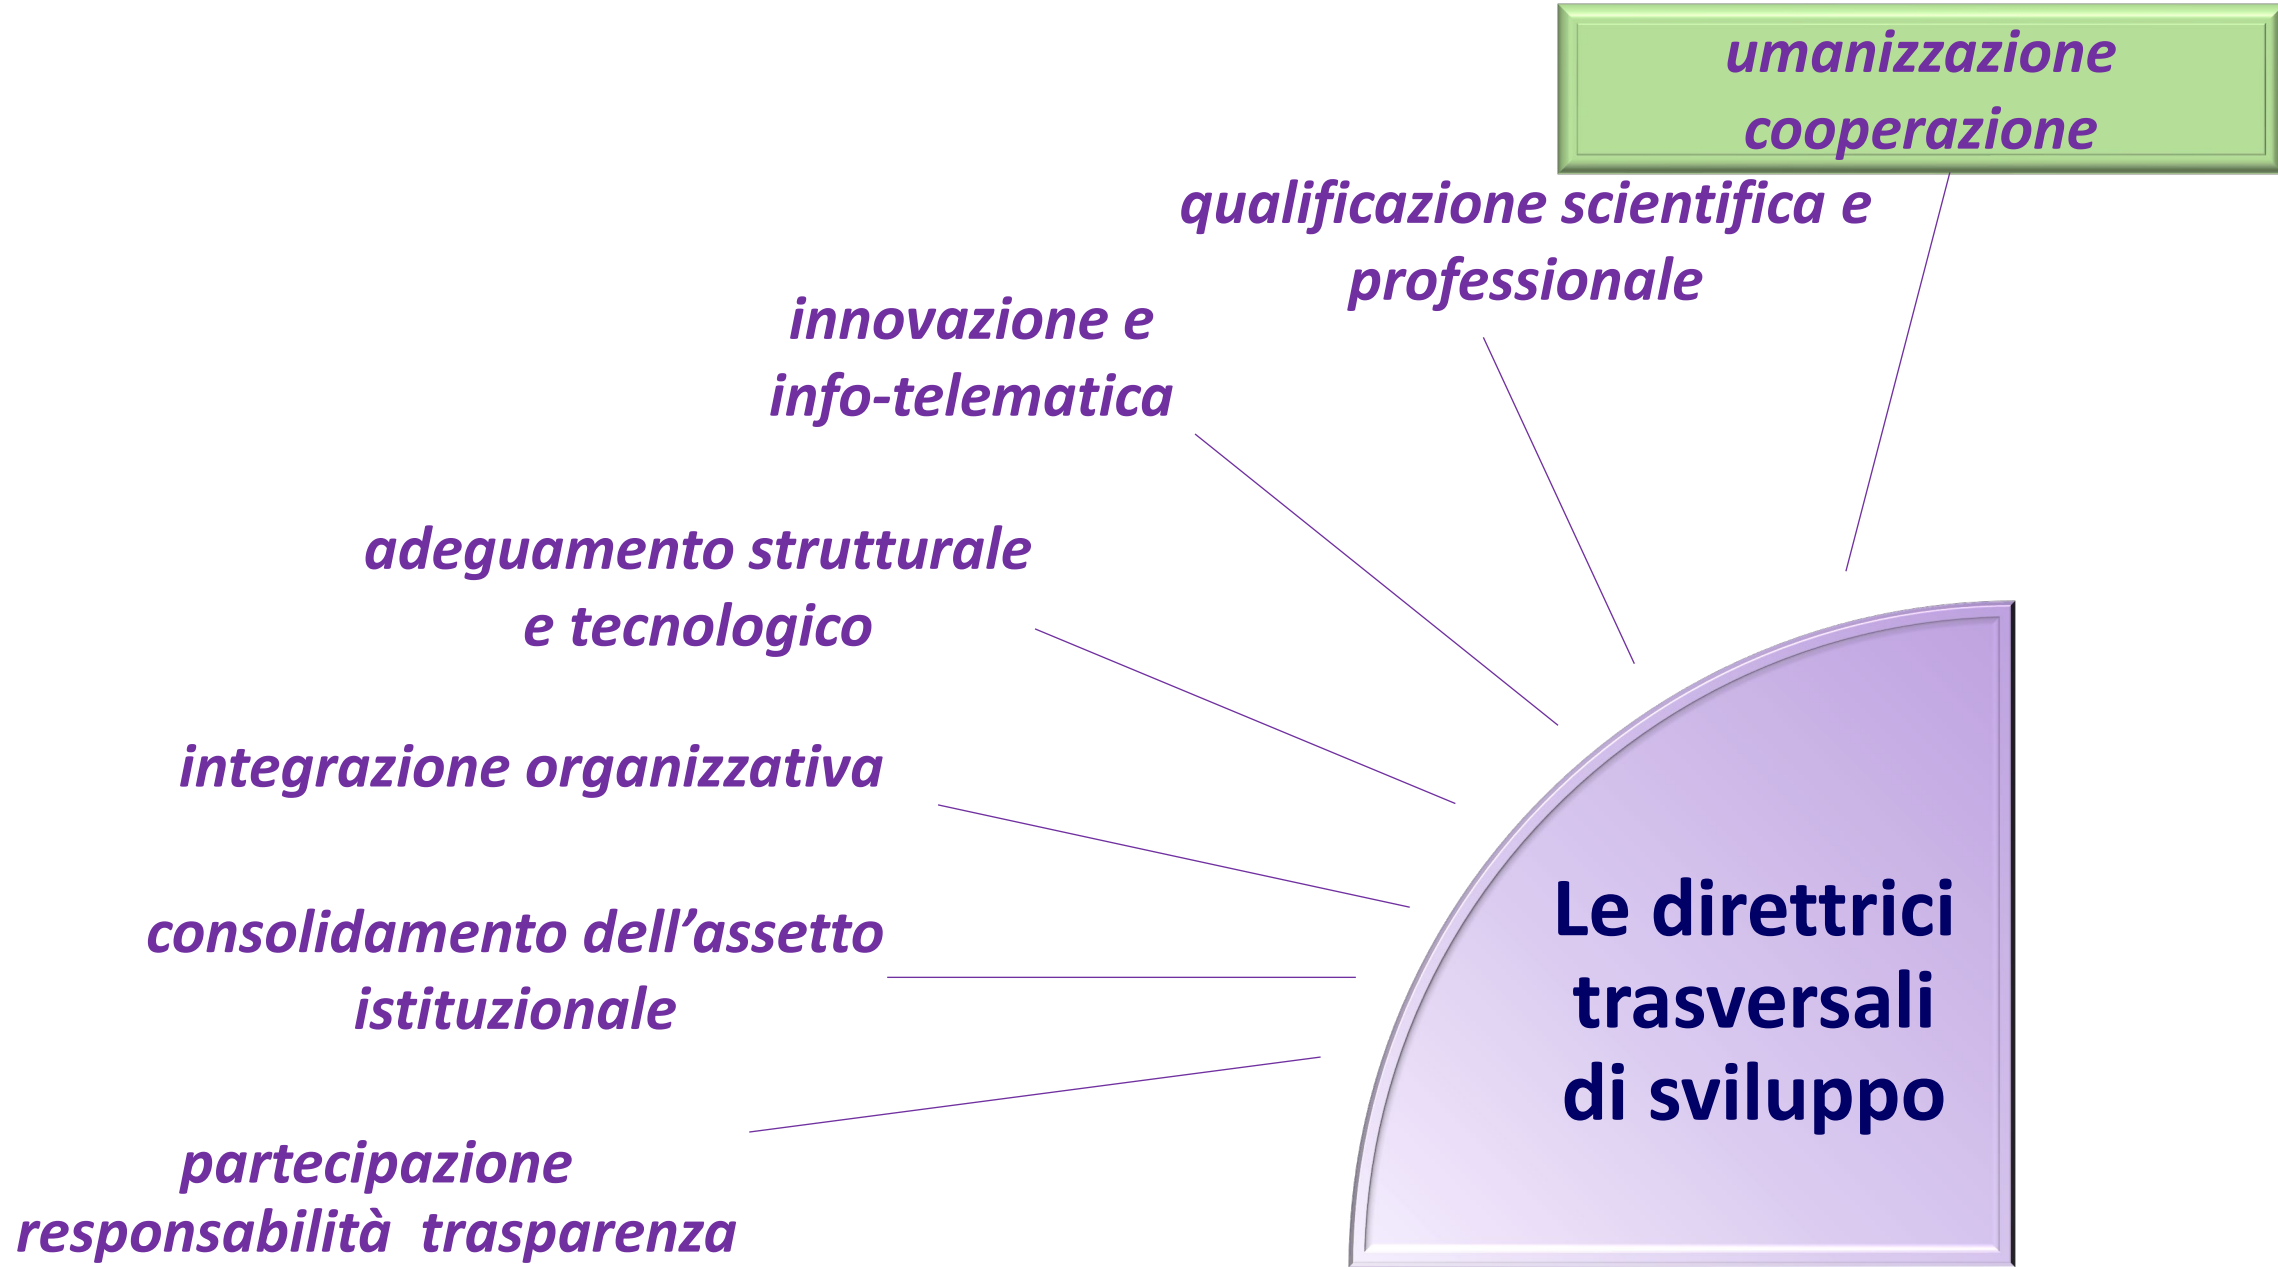 umanizzazione
cooperazione
qualificazione scientifica e
professionale
innovazione e
info-telematica
adeguamento strutturale
e tecnologico
integrazione organizzativa
consolidamento dell’assetto
istituzionale
partecipazione
responsabilità trasparenza
Le direttrici
trasversali
di sviluppo